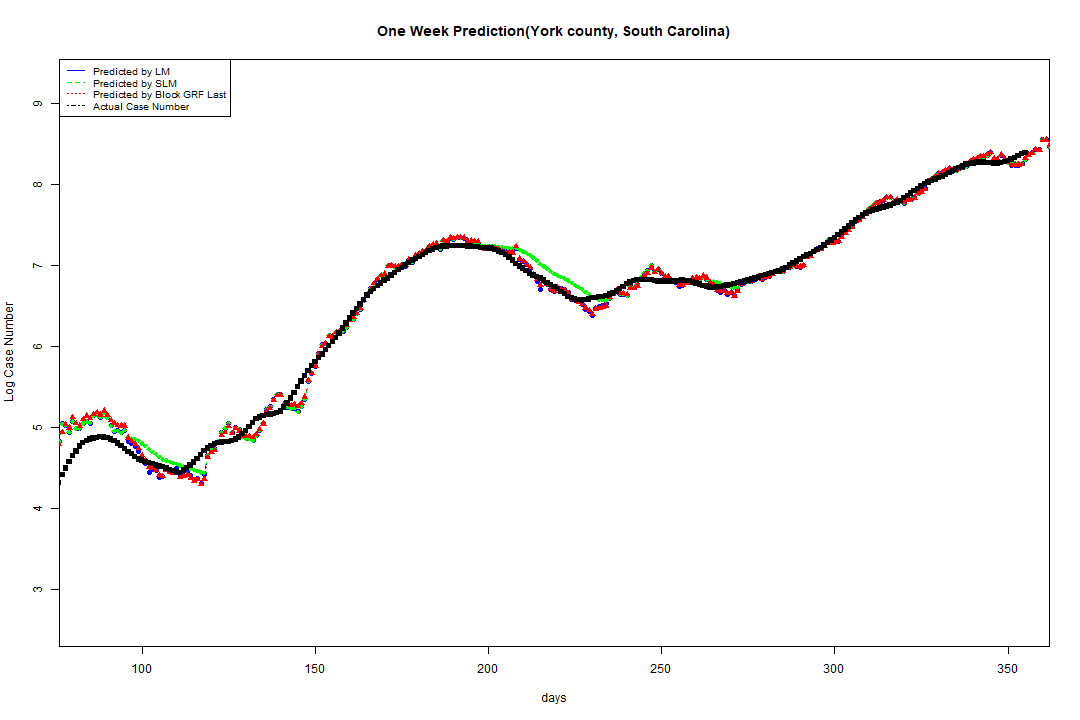 One Week Prediction(York county, South Carolina)
Predicted by LM
Predicted by SLM
Predicted by Block GRF Last
Actual Case Number
9
8
7
6
5
4
3
Log Case Number
100 150 200 250 300 350
days